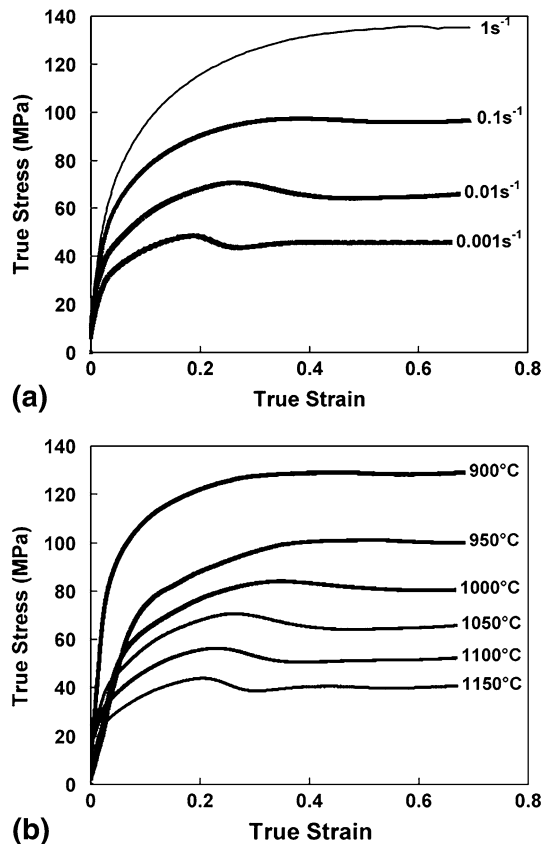 140
120
100
80
60
40
20
0
True Stress (MPa)
1s⁻¹
0.1s⁻¹
0.01s⁻¹
0.001s⁻¹
0 0.2 0.4 0.6 0.8
True Strain
(a)
140
120
100
80
60
40
20
0
True Stress (MPa)
900°C
950°C
1000°C
1050°C
1100°C
1150°C
0 0.2 0.4 0.6 0.8
True Strain
(b)